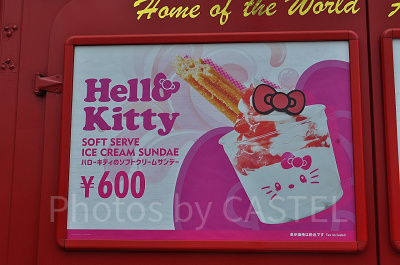 Home of the World
Hello
Kitty
SOFT SERVE
ICE CREAM SUNDAE
ハローキティのソフトクリームサンデー
¥600
Photos by CASTEL